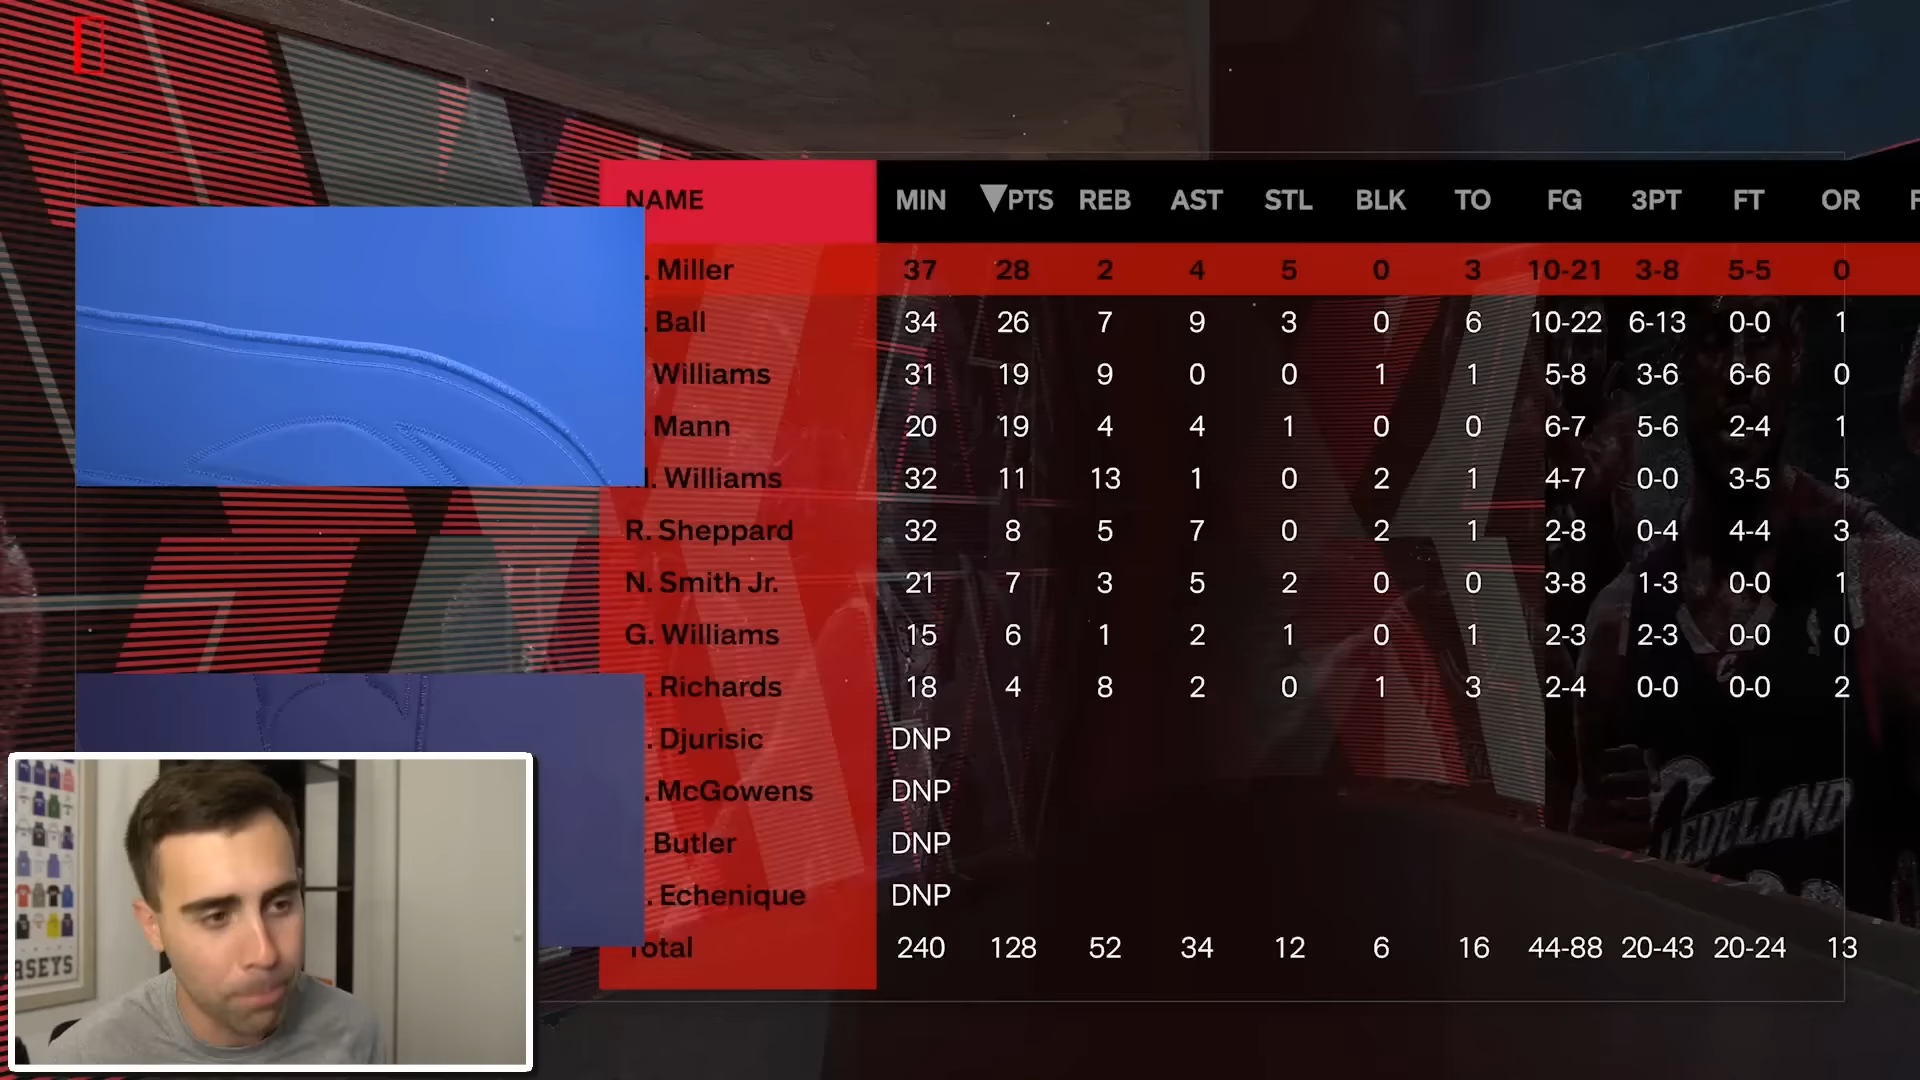 NAME MIN PTS REB AST STL BLK TO FG 3PT FT OR
. Miller 37 28 2 4 5 0 3 10-21 3-8 5-5 0
. Ball 34 26 7 9 3 0 6 10-22 6-13 0-0 1
Williams 31 19 9 0 0 1 1 5-8 3-6 6-6 0
. Mann 20 19 4 4 1 0 0 6-7 5-6 2-4 1
. Williams 32 11 13 1 0 2 1 4-7 0-0 3-5 5
R. Sheppard 32 8 5 7 0 2 1 2-8 0-4 4-4 3
N. Smith Jr. 21 7 3 5 2 0 0 3-8 1-3 0-0 1
G. Williams 15 6 1 2 1 0 1 2-3 2-3 0-0 0
. Richards 18 4 8 2 0 1 3 2-4 0-0 0-0 2
. Djurisic DNP
. McGowens DNP
. Butler DNP
. Echenique DNP
Total 240 128 52 34 12 6 16 44-88 20-43 20-24 13
CLEVELAND
RSEYS